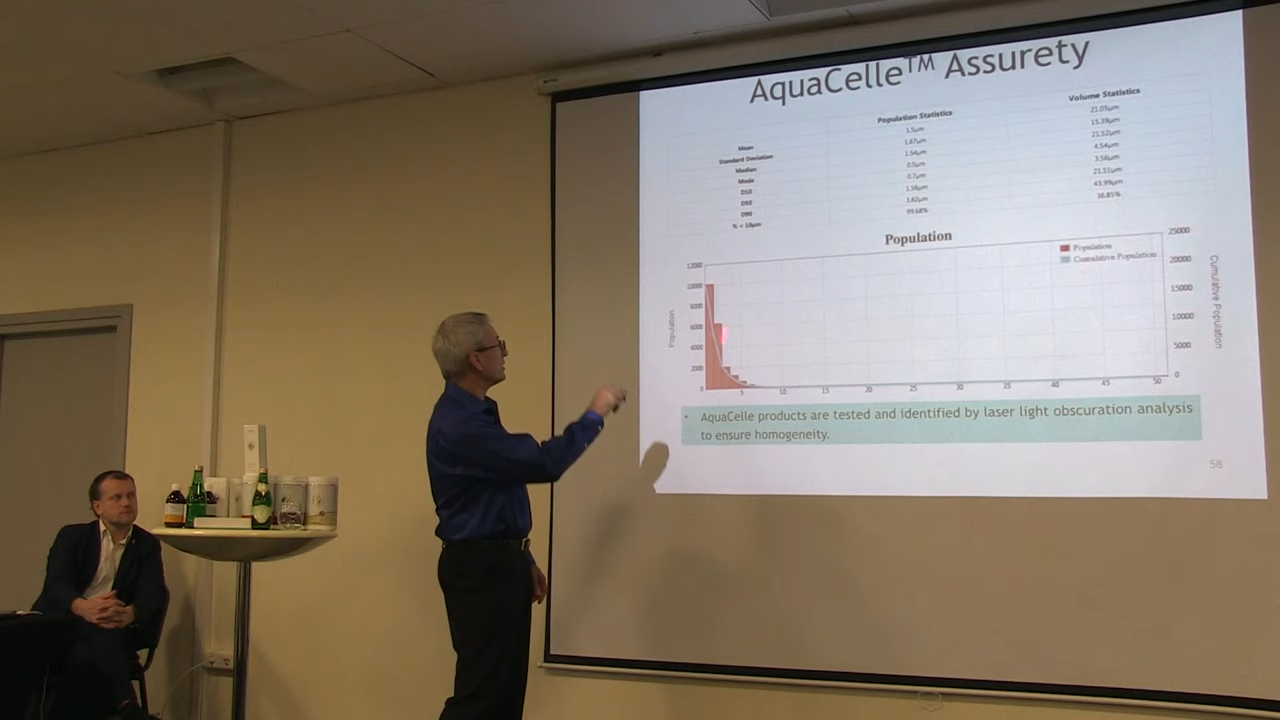 AquaCelle™ Assurety
Population Statistics
Volume Statistics
Mean
1.5µm
21.05µm
Standard Deviation
1.67µm
15.39µm
Median
1.54µm
21.52µm
Mode
0.5µm
4.54µm
D10
0.7µm
3.56µm
D50
1.56µm
21.51µm
D90
3.82µm
43.99µm
% < 10µm
99.68%
36.85%
Population
Population
Cumulative Population
12000
10000
8000
6000
4000
2000
0
Population
25000
20000
15000
10000
5000
0
Cumulative Population
5
10
15
20
25
30
35
40
45
50
• AquaCelle products are tested and identified by laser light obscuration analysis
to ensure homogeneity.
58